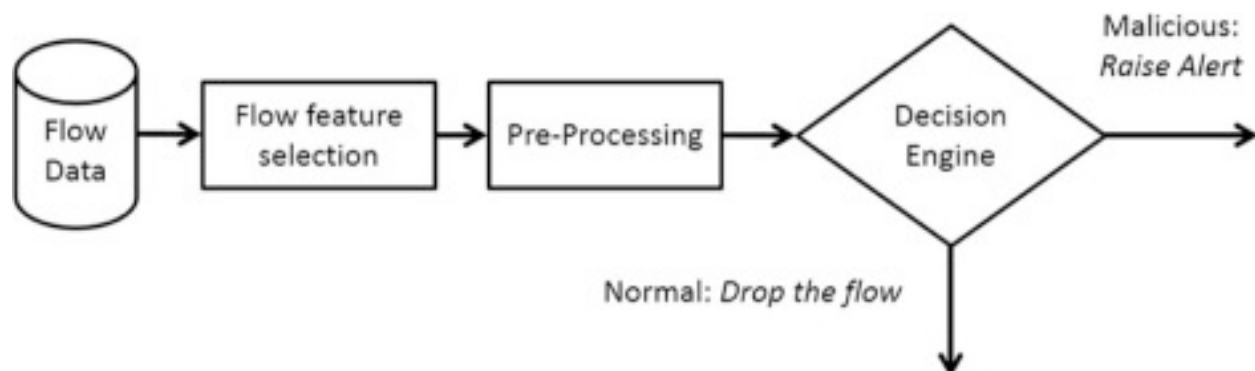 Malicious:
Raise Alert
Flow
Data
Flow feature
selection
Pre-Processing
Decision
Engine
Normal: Drop the flow